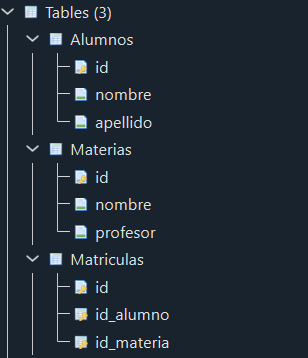 Tables (3)
Alumnos
id
nombre
apellido
Materias
id
nombre
profesor
Matriculas
id
id_alumno
id_materia